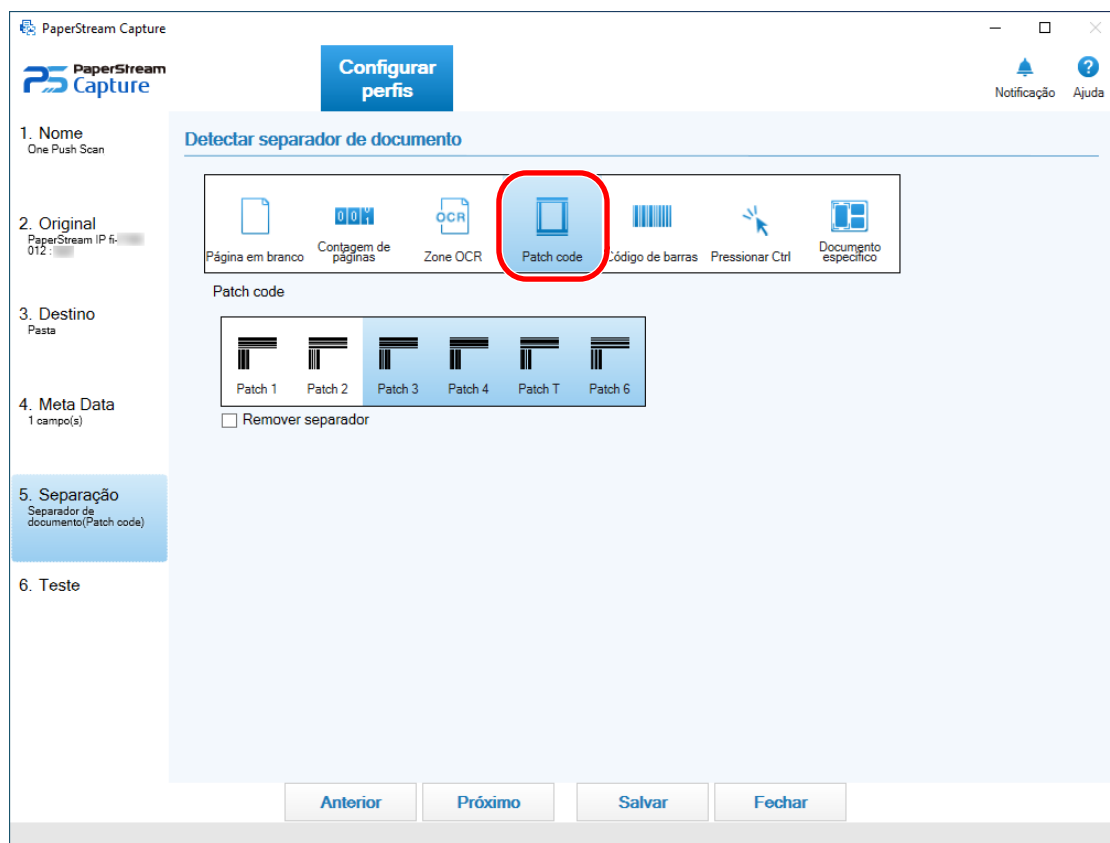 PaperStream Capture
PaperStream
Capture
Configurar
perfis
Notificação
Ajuda
1. Nome
One Push Scan
2. Original
PaperStream IP fi-
012 :
3. Destino
Pasta
4. Meta Data
1 campo(s)
5. Separação
Separador de
documento(Patch code)
6. Teste
Detectar separador de documento
Página em branco
Contagem de
páginas
OCR
Zone OCR
Patch code
Código de barras
Pressionar Ctrl
Documento
específico
Patch code
Patch 1
Patch 2
Patch 3
Patch 4
Patch T
Patch 6
Remover separador
Anterior
Próximo
Salvar
Fechar